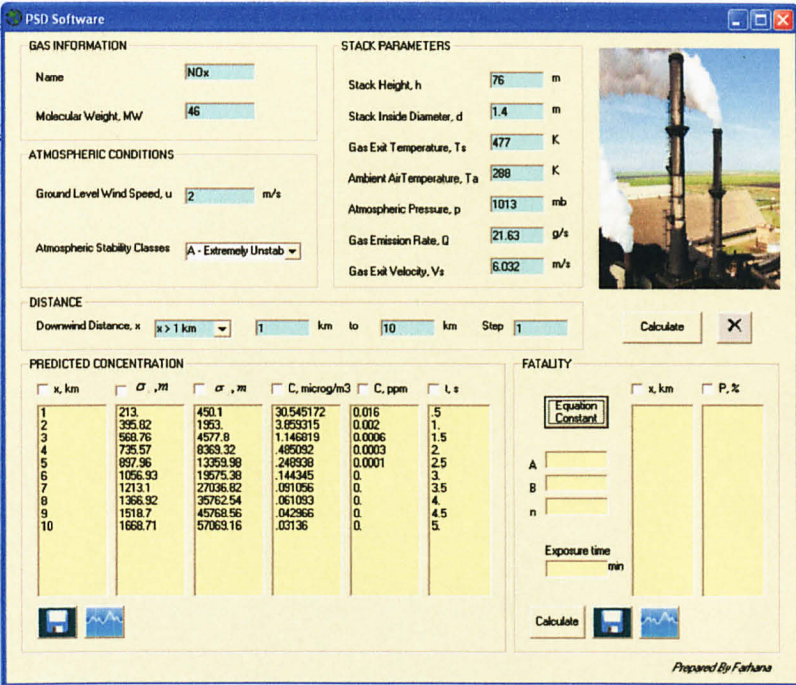 PSD Software
GAS INFORMATION
Name NOx
Molecular Weight, MW 46
ATMOSPHERIC CONDITIONS
Ground Level Wind Speed, u 2 m/s
Atmospheric Stability Classes A - Extremely Unstab
STACK PARAMETERS
Stack Height, h 76 m
Stack Inside Diameter, d 1.4 m
Gas Exit Temperature, Ts 477 K
Ambient AirTemperature, Ta 288 K
Atmospheric Pressure, p 1013 mb
Gas Emission Rate, Q 21.63 g/s
Gas Exit Velocity, Vs 6.032 m/s
DISTANCE
Downwind Distance, x x > 1 km 1 km to 10 km Step 1
Calculate X
PREDICTED CONCENTRATION
x, km σ ,m σ ,m C, microg/m3 C, ppm t, s
1 213. 450.1 30.545172 0.016 .5
2 395.82 1953. 3.859315 0.002 1.
3 568.76 4577.8 1.146819 0.0006 1.5
4 735.57 8369.32 .485092 0.0003 2.
5 897.96 13359.98 .248938 0.0001 2.5
6 1056.93 19575.38 .144345 0. 3.
7 1213.1 27036.82 .091056 0. 3.5
8 1366.92 35762.54 .061093 0. 4.
9 1518.7 45768.56 .042966 0. 4.5
10 1668.71 57069.16 .03136 0. 5.
FATALITY
Equation
Constant
x, km P, %
A
B
n
Exposure time
min
Calculate
Prepared By Farhana